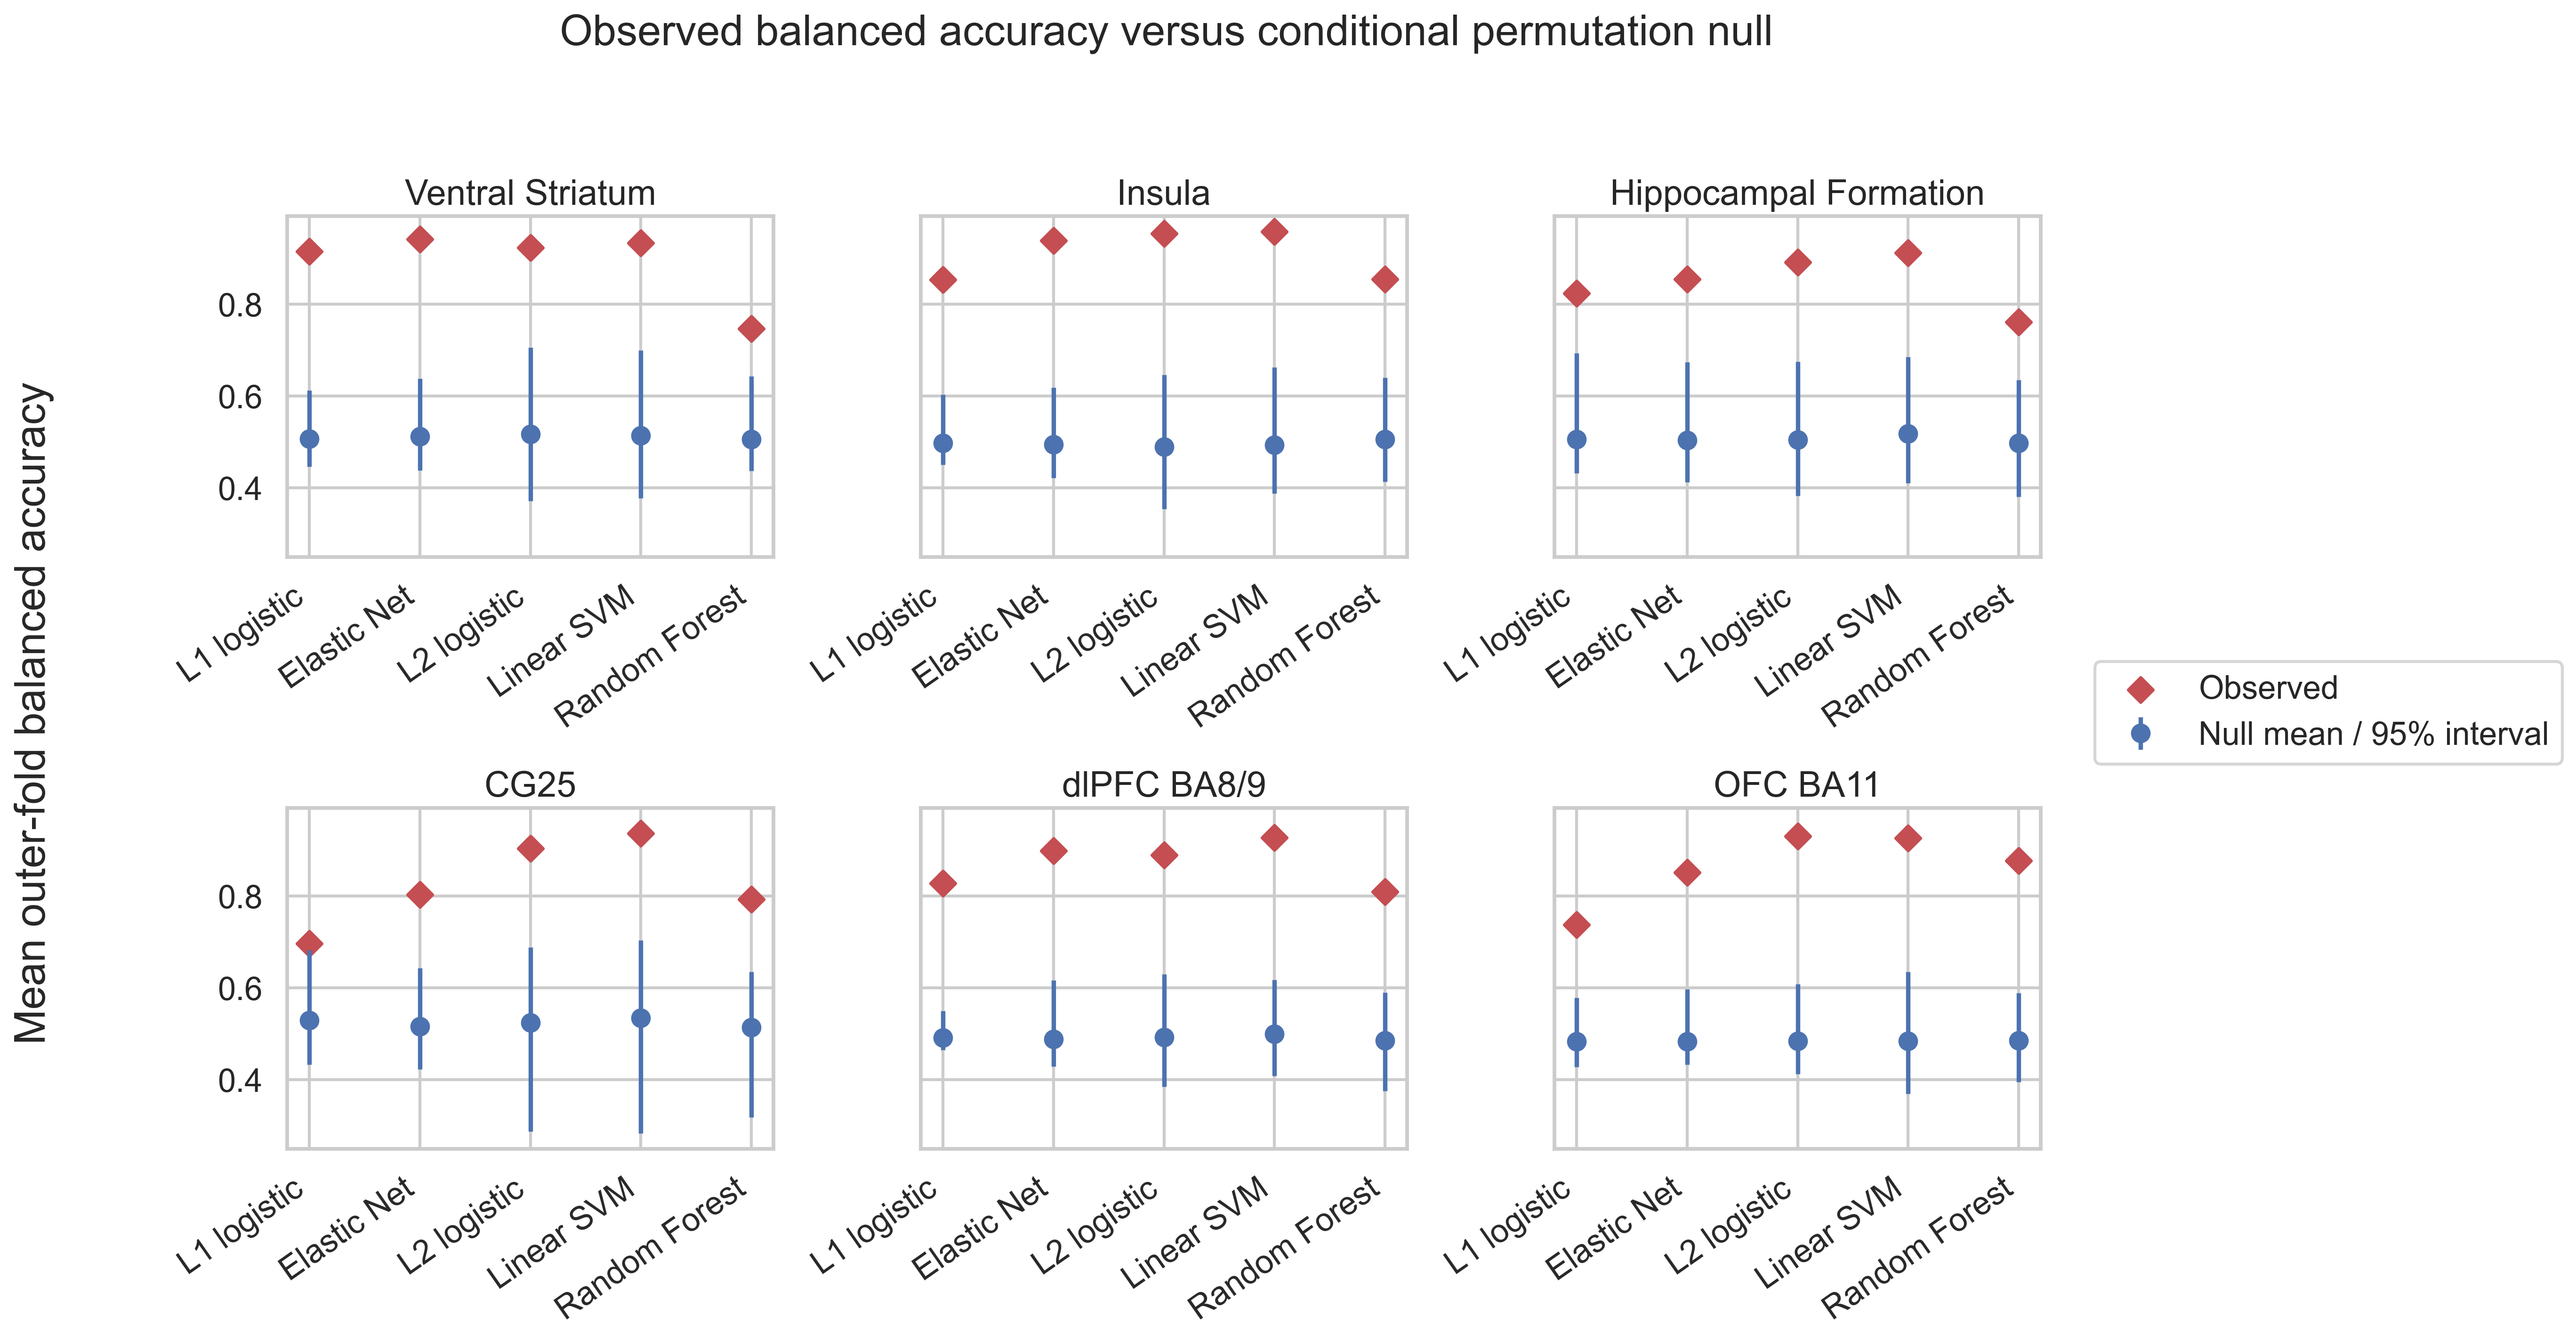 Observed balanced accuracy versus conditional permutation null
Mean outer-fold balanced accuracy
Ventral Striatum
0.8
0.6
0.4
L1 logistic
Elastic Net
L2 logistic
Linear SVM
Random Forest
Insula
L1 logistic
Elastic Net
L2 logistic
Linear SVM
Random Forest
Hippocampal Formation
L1 logistic
Elastic Net
L2 logistic
Linear SVM
Random Forest
Observed
Null mean / 95% interval
CG25
0.8
0.6
0.4
L1 logistic
Elastic Net
L2 logistic
Linear SVM
Random Forest
dlPFC BA8/9
L1 logistic
Elastic Net
L2 logistic
Linear SVM
Random Forest
OFC BA11
L1 logistic
Elastic Net
L2 logistic
Linear SVM
Random Forest